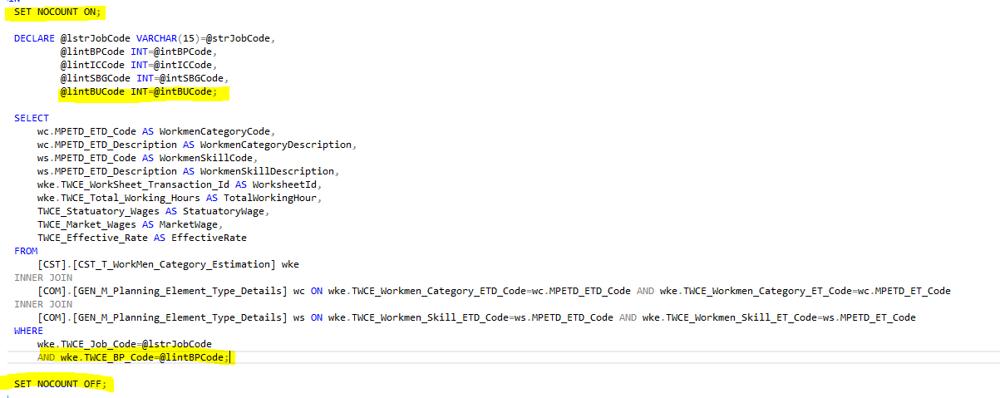 SET NOCOUNT ON;
DECLARE @lstrJobCode VARCHAR(15)=@strJobCode,
@lintBPCode INT=@intBPCode,
@lintICCode INT=@intICCode,
@lintSBGCode INT=@intSBGCode,
@lintBUCode INT=@intBUCode;
SELECT
wc.MPETD_ETD_Code AS WorkmenCategoryCode,
wc.MPETD_ETD_Description AS WorkmenCategoryDescription,
ws.MPETD_ETD_Code AS WorkmenSkillCode,
ws.MPETD_ETD_Description AS WorkmenSkillDescription,
wke.TWCE_WorkSheet_Transaction_Id AS WorksheetId,
wke.TWCE_Total_Working_Hours AS TotalWorkingHour,
TWCE_Statuatory_Wages AS StatuatoryWage,
TWCE_Market_Wages AS MarketWage,
TWCE_Effective_Rate AS EffectiveRate
FROM
[CST].[CST_T_WorkMen_Category_Estimation] wke
INNER JOIN
[COM].[GEN_M_Planning_Element_Type_Details] wc ON wke.TWCE_Workmen_Category_ETD_Code=wc.MPETD_ETD_Code AND wke.TWCE_Workmen_Category_ET_Code=wc.MPETD_ET_Code
INNER JOIN
[COM].[GEN_M_Planning_Element_Type_Details] ws ON wke.TWCE_Workmen_Skill_ETD_Code=ws.MPETD_ETD_Code AND wke.TWCE_Workmen_Skill_ET_Code=ws.MPETD_ET_Code
WHERE
wke.TWCE_Job_Code=@lstrJobCode
AND wke.TWCE_BP_Code=@lintBPCode;
SET NOCOUNT OFF;